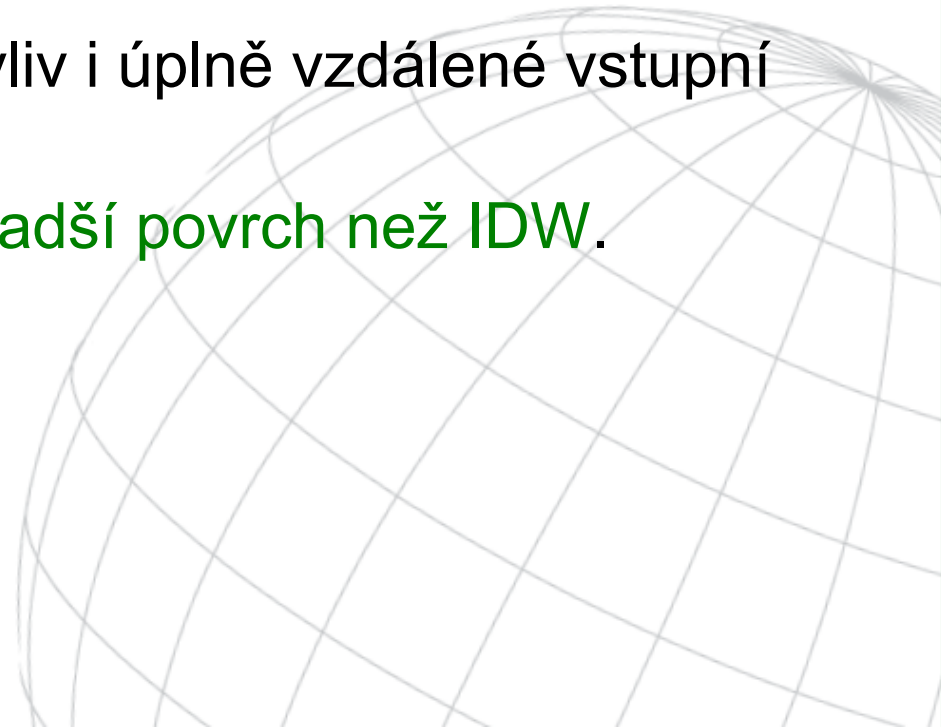 vliv i úplně vzdálené vstupní
adší povrch než IDW.